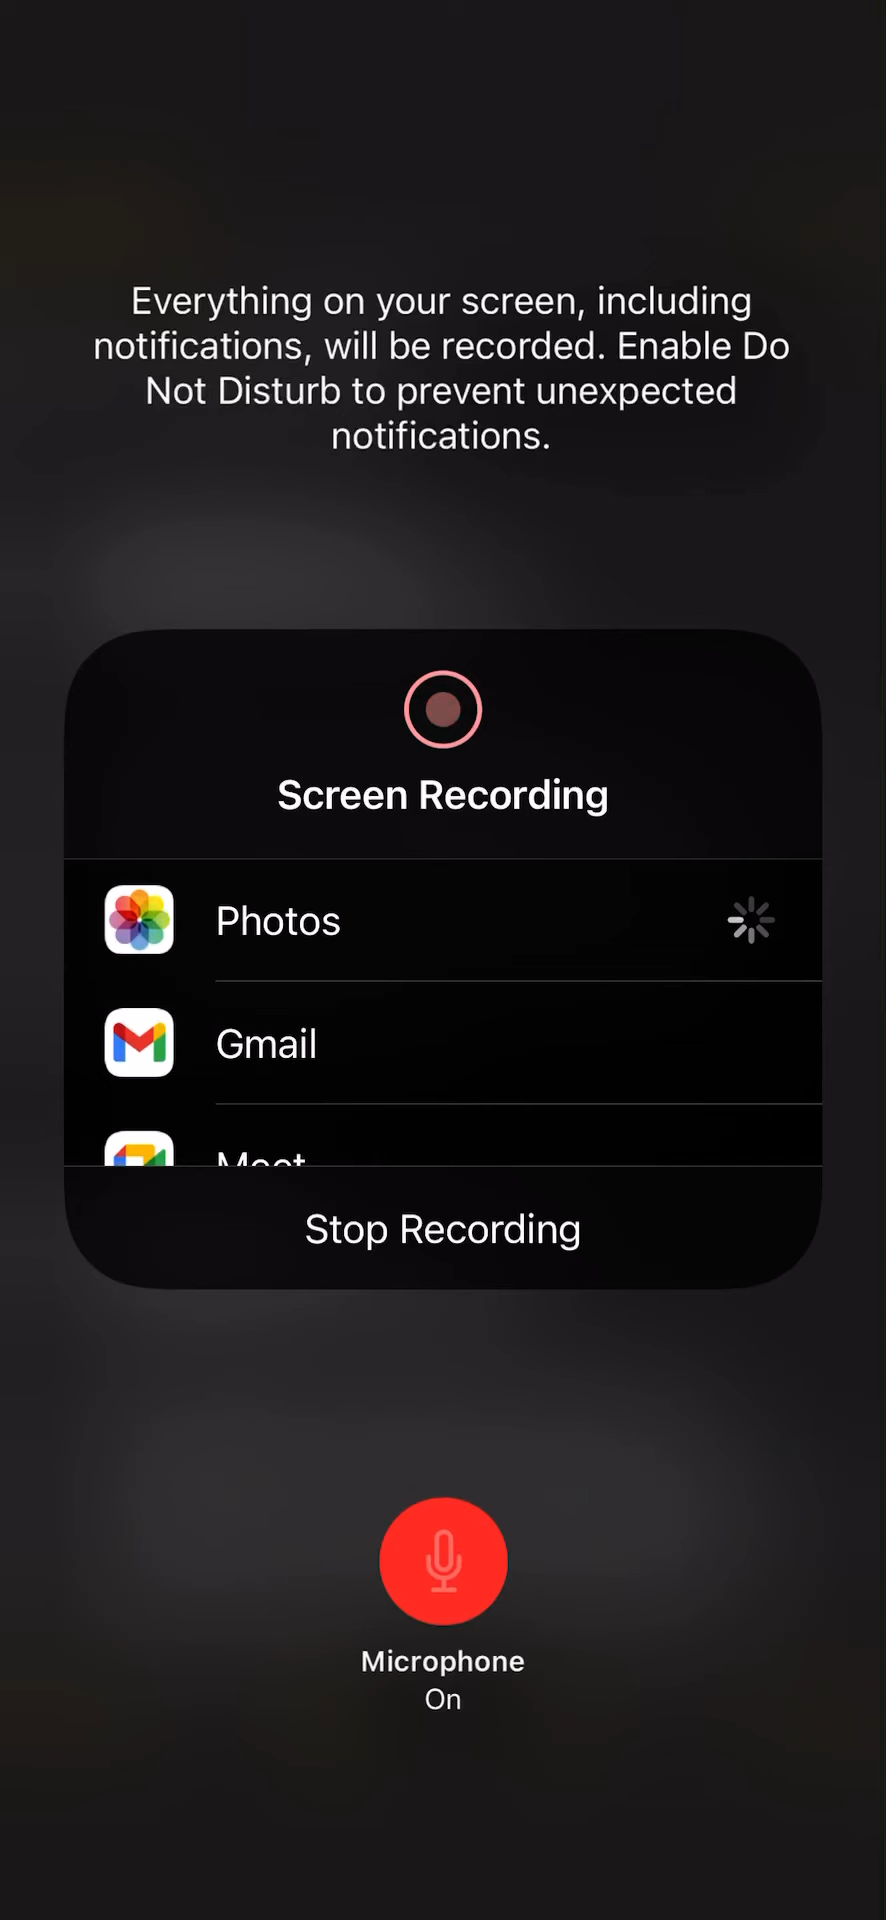 Everything on your screen, including
notifications, will be recorded. Enable Do
Not Disturb to prevent unexpected
notifications.
Screen Recording
Photos
Gmail
Meet
Stop Recording
Microphone
On